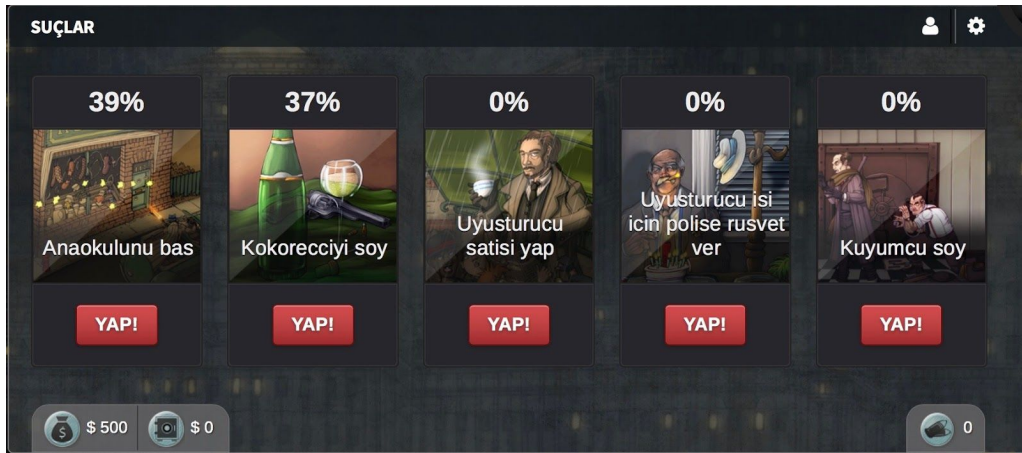 SUÇLAR
39%
37%
0%
0%
0%
Anaokulunu bas
Kokorecciyi soy
Uyusturucu
satisi yap
Uyusturucu isi
icin polise rusvet
ver
Kuyumcu soy
YAP!
YAP!
YAP!
YAP!
YAP!
$ 500
$ 0
0